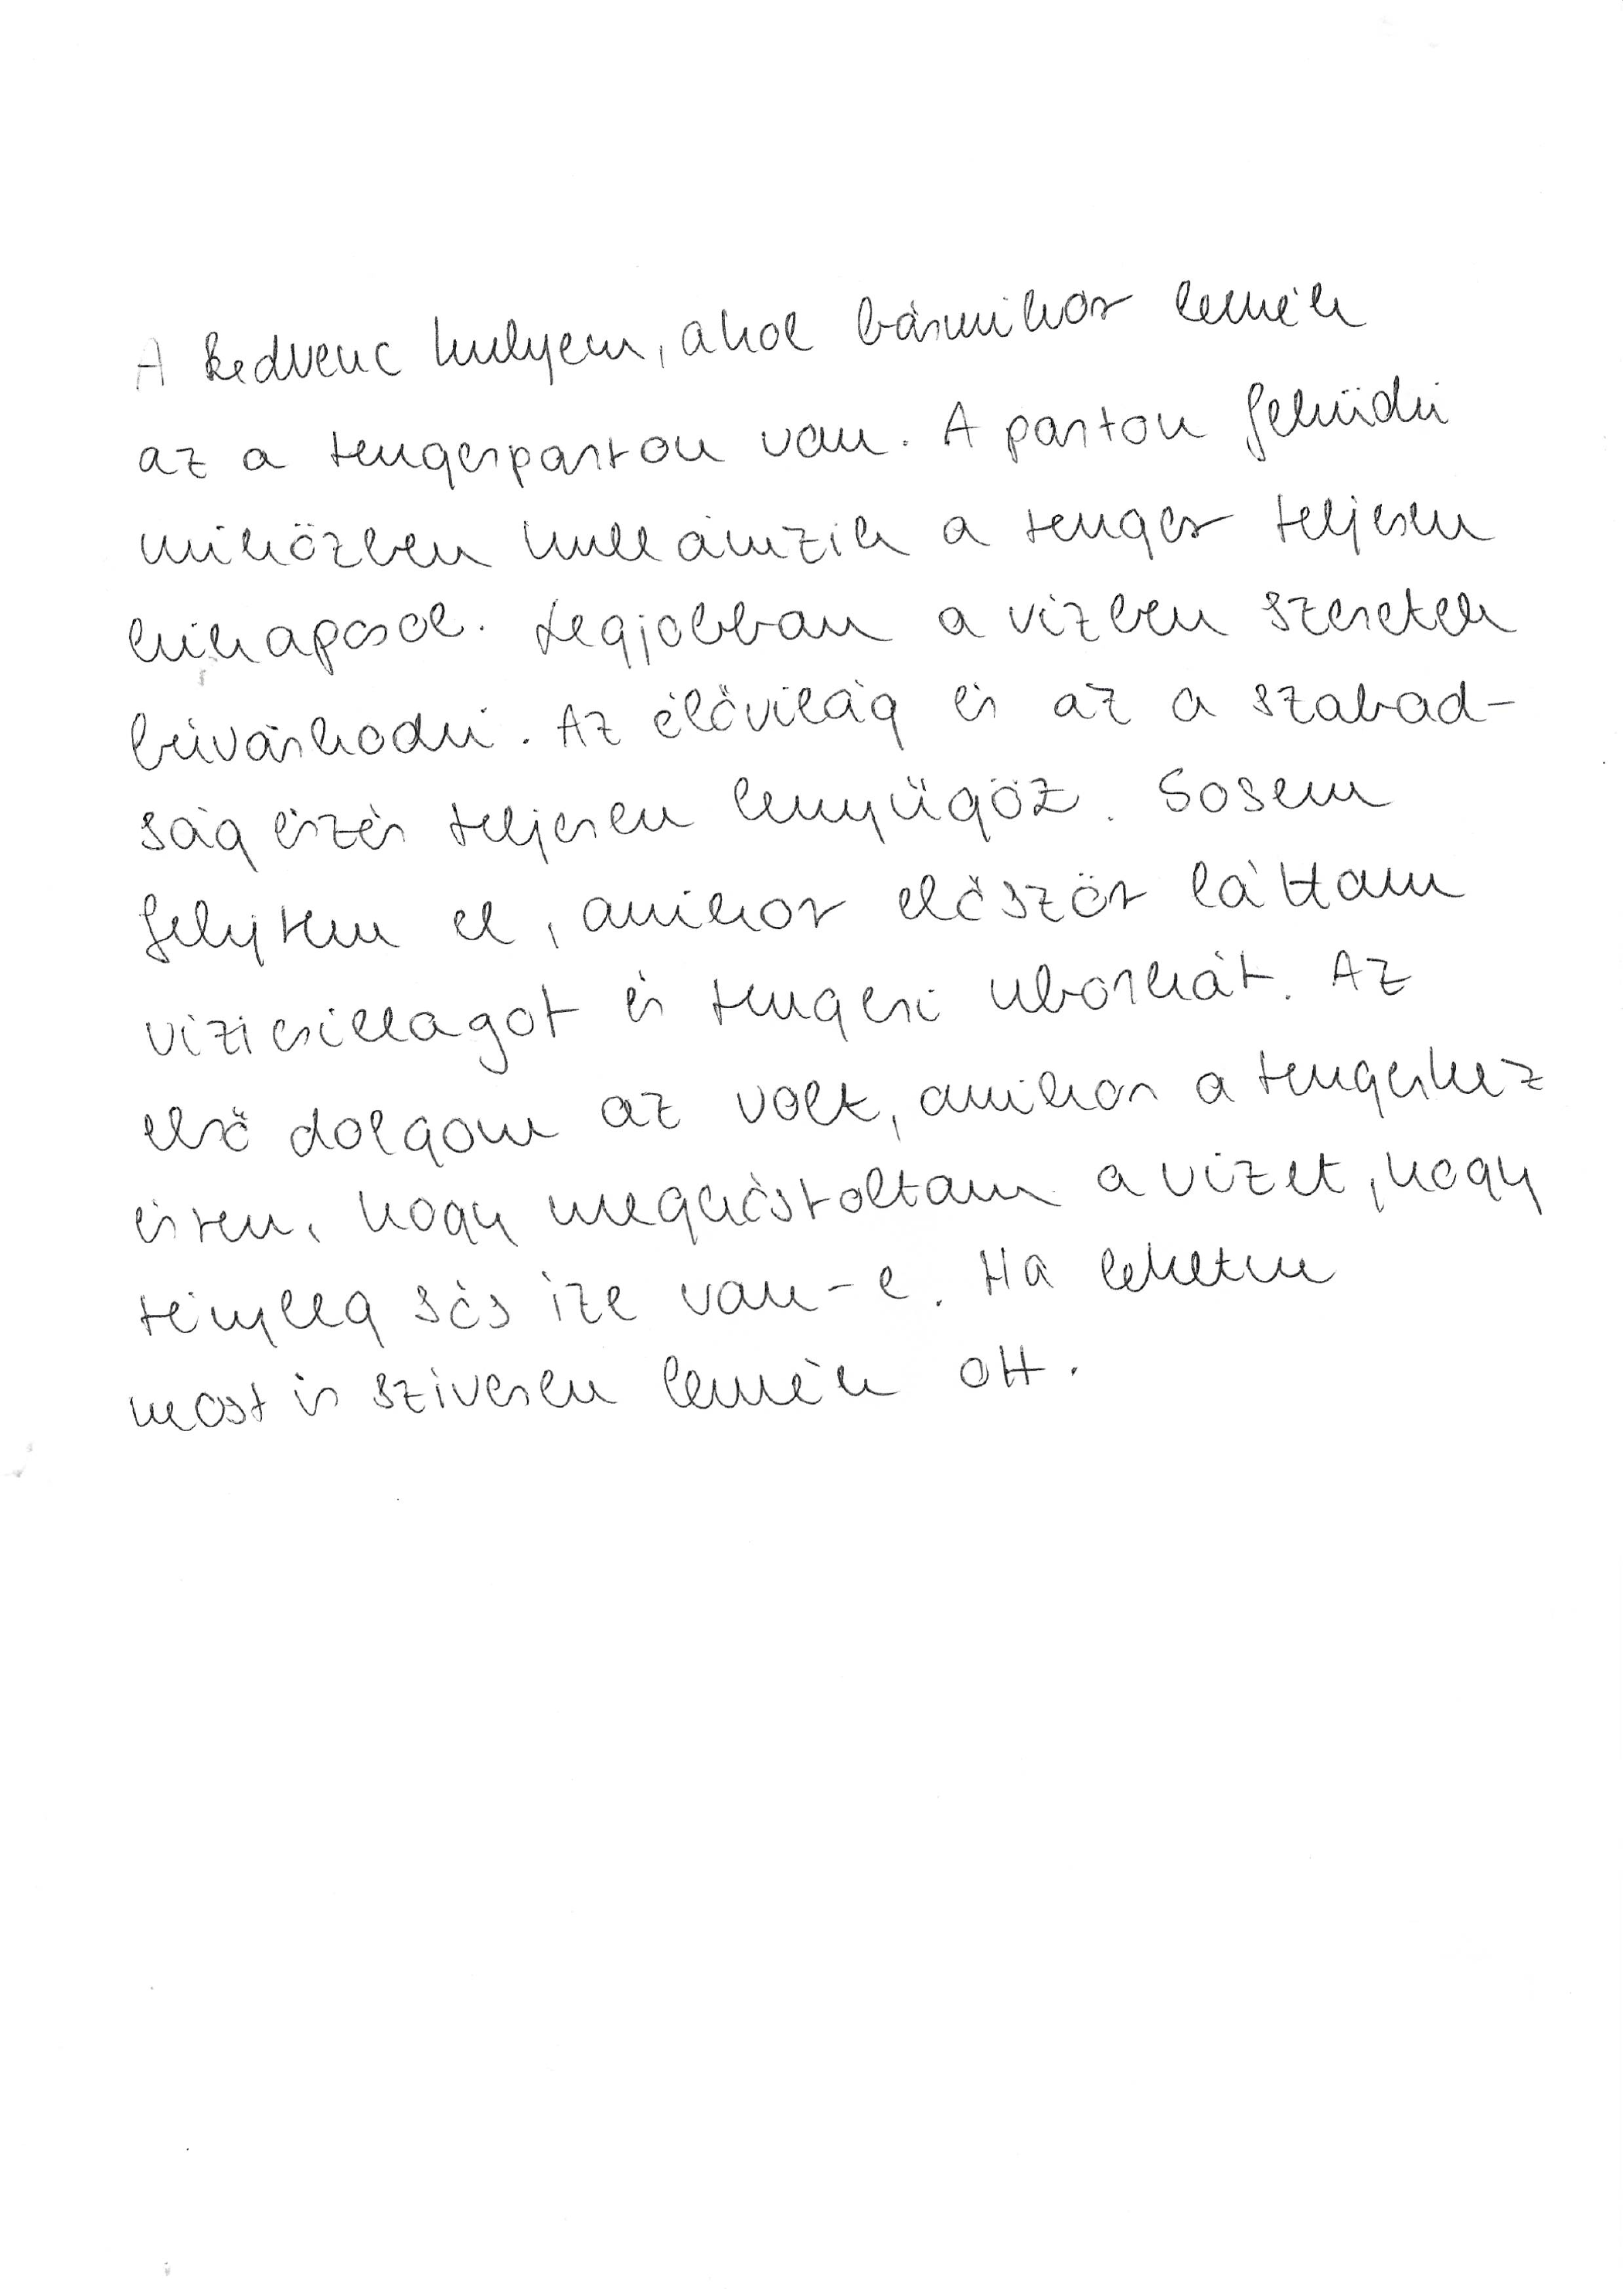 A kedvenc helyem, ahol bármikor lennék
az a tengerparton van. A parton feküdni
miközben hullámzik a tenger teljesen
kikapcsol. Legjobban a vízben szeretek
búvárkodni. Az élővilág és az a szabad-
ság érzés teljesen lenyűgöz. Sosem
felejtem el, amikor először láttam
vízicsillagot és tengeri uborkát. Az
első dolgom az volt, amikor a tengerhez
értem, hogy megkóstoltam a vizet, hogy
tényleg sós íze van-e. Ha lehetne
most is szívesen lennék ott.